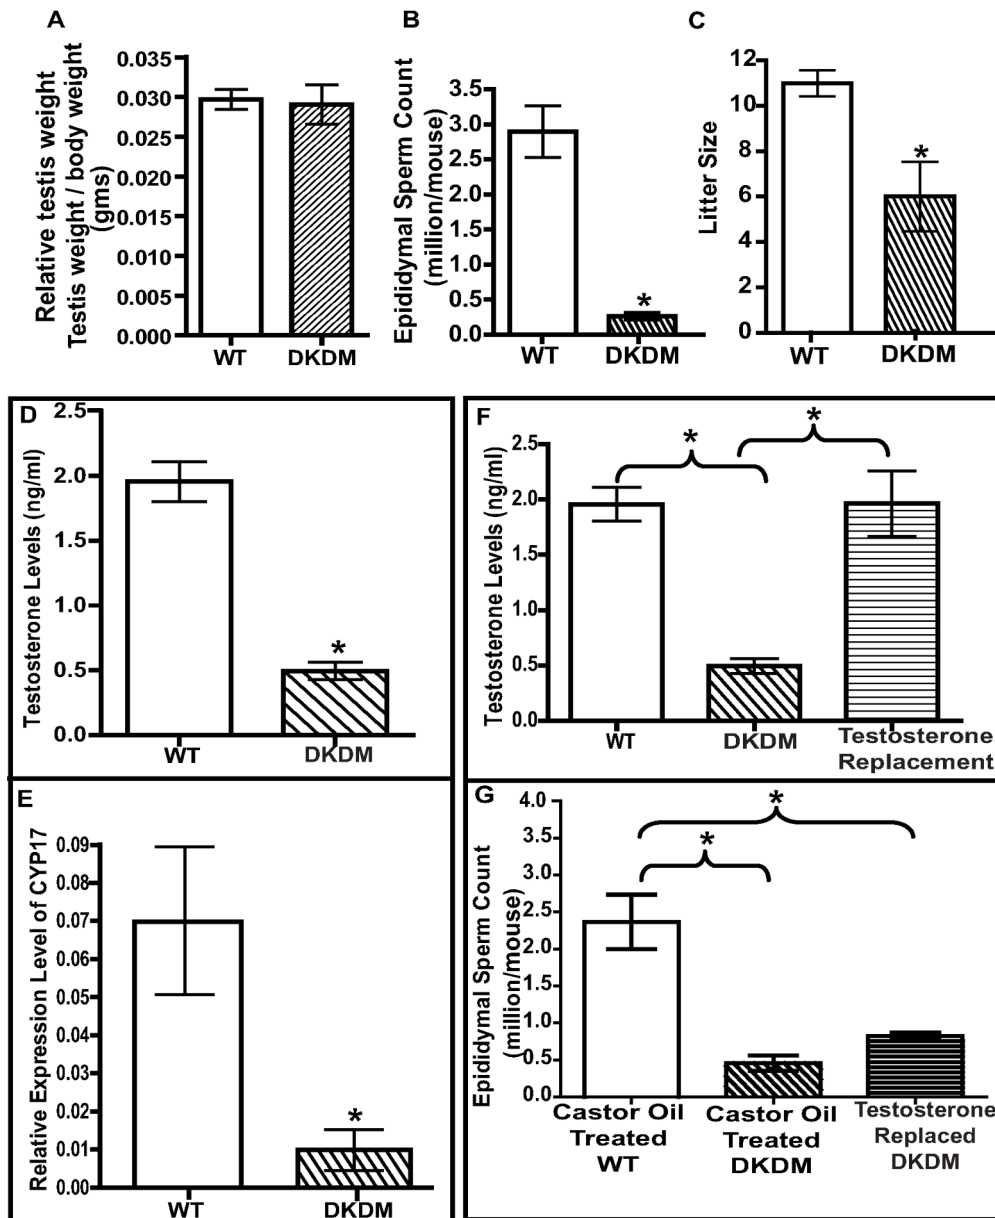 A
Relative testis weight
Testis weight / body weight
(gms)
0.035
0.030
0.025
0.020
0.015
0.010
0.005
0.000
WT
DKDM
B
Epididymal Sperm Count
(million/mouse)
3.5
3.0
2.5
2.0
1.5
1.0
0.5
0.0
*
WT
DKDM
C
Litter Size
12
10
8
6
4
2
0
*
WT
DKDM
D
Testosterone Levels (ng/ml)
2.5
2.0
1.5
1.0
0.5
0.0
*
WT
DKDM
F
Testosterone Levels (ng/ml)
2.5
2.0
1.5
1.0
0.5
0.0
*
*
WT
DKDM
Testosterone
Replacement
E
Relative Expression Level of CYP17
0.09
0.08
0.07
0.06
0.05
0.04
0.03
0.02
0.01
0.00
*
WT
DKDM
G
Epididymal Sperm Count
(million/mouse)
4.0
3.5
3.0
2.5
2.0
1.5
1.0
0.5
0.0
*
*
Castor Oil
Treated
WT
Castor Oil
Treated
DKDM
Testosterone
Replaced
DKDM